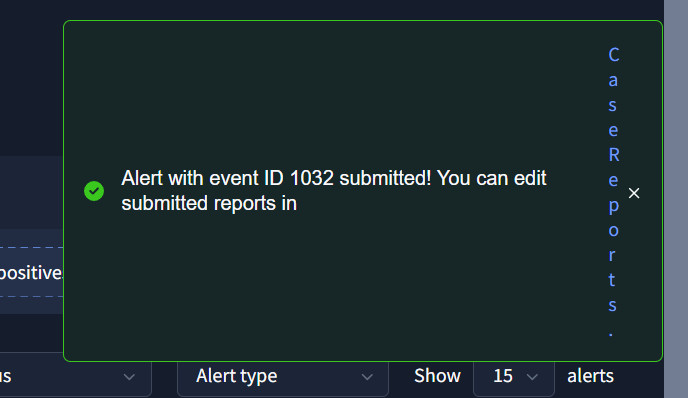 Alert with event ID 1032 submitted! You can edit
submitted reports in
C
a
s
e
R
e
p
o
r
t
s
.
positive
us
Alert type
Show
15
alerts